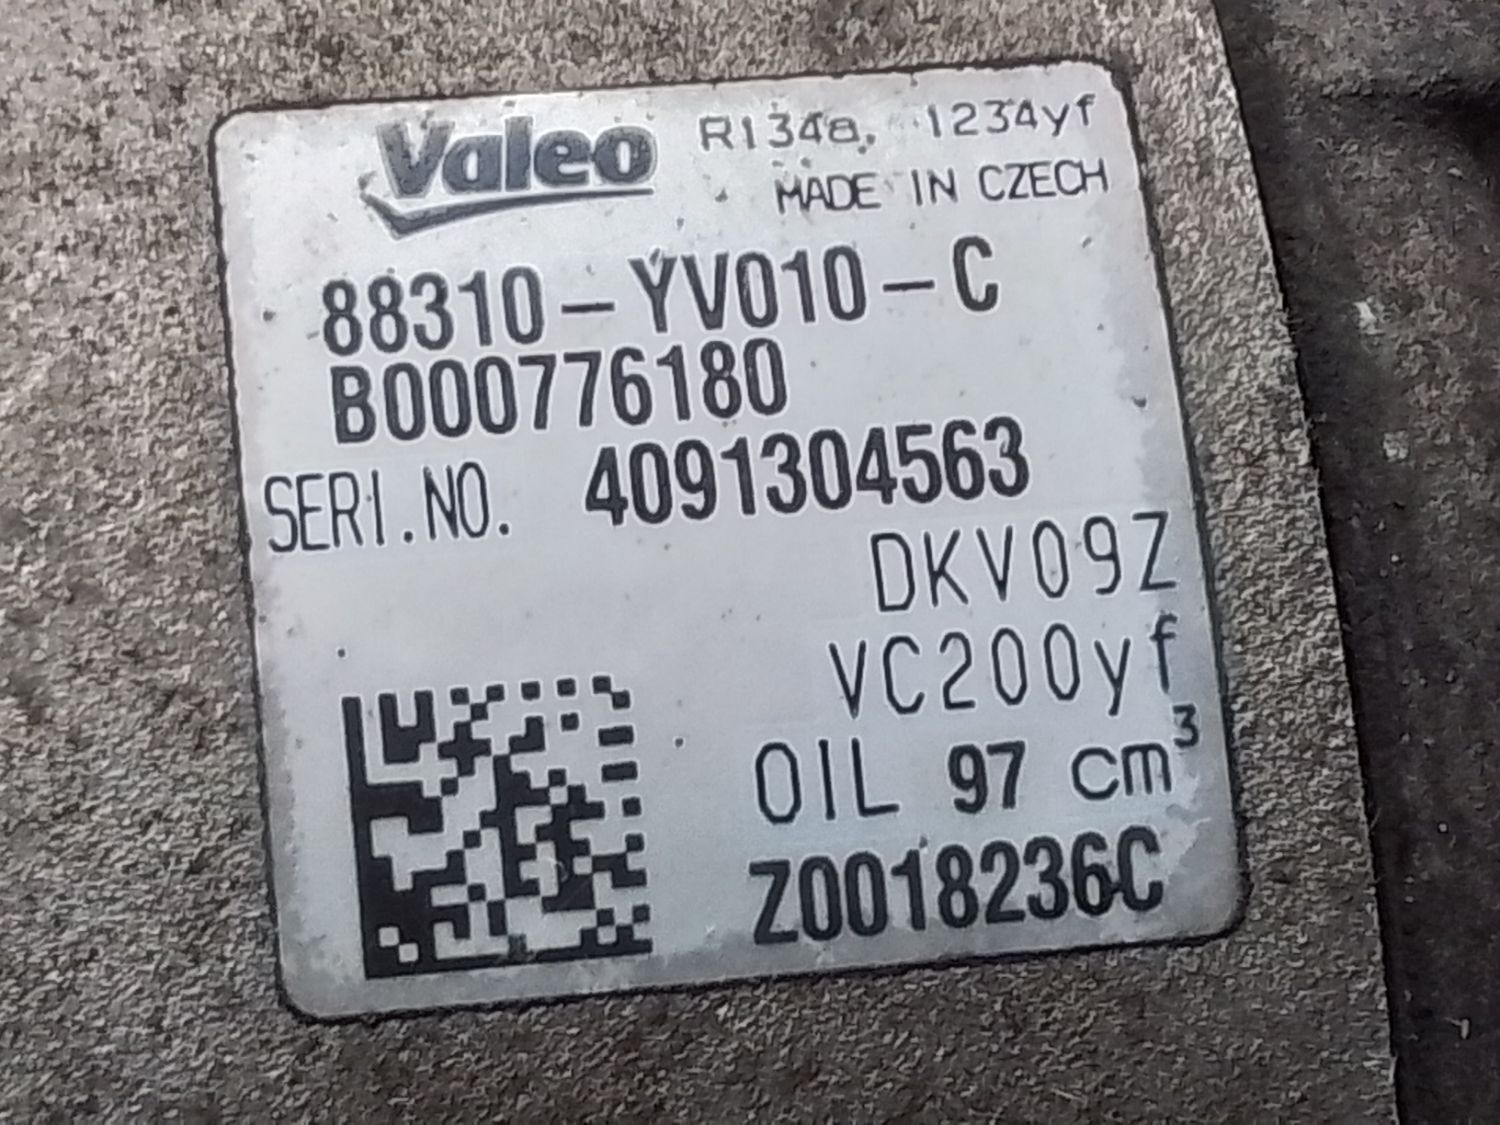 Valeo R134a, 1234yf
MADE IN CZECH
88310-YV010-C
B000776180
SERI.NO. 4091304563
DKV09Z
VC200yf
OIL 97 cm³
Z0018236C